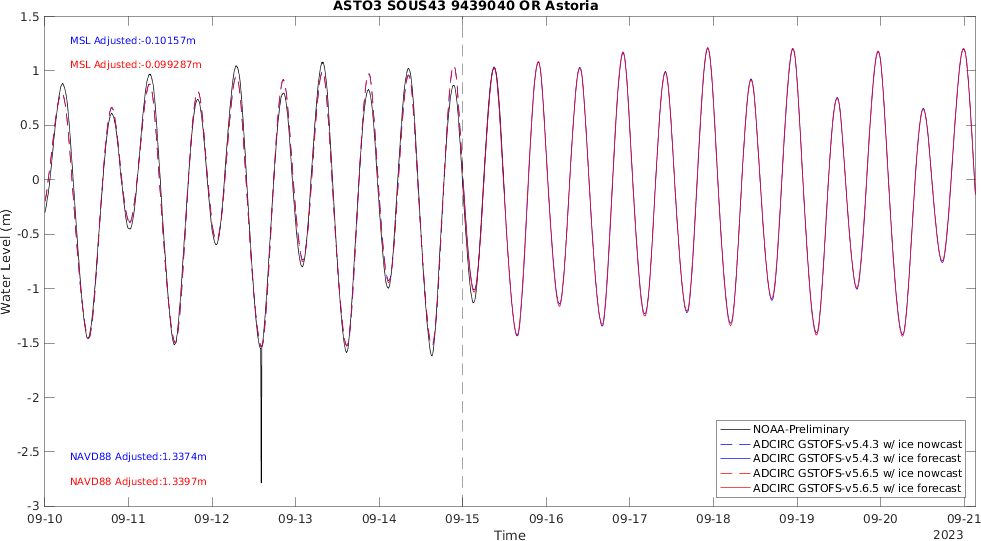 ASTO3 SOUS43 9439040 OR Astoria
MSL Adjusted:-0.10157m
MSL Adjusted:-0.099287m
1.5
1
0.5
0
-0.5
-1
-1.5
-2
-2.5
-3
Water Level (m)
NAVD88 Adjusted:1.3374m
NAVD88 Adjusted:1.3397m
NOAA-Preliminary
ADCIRC GSTOFS-v5.4.3 w/ ice nowcast
ADCIRC GSTOFS-v5.4.3 w/ ice forecast
ADCIRC GSTOFS-v5.6.5 w/ ice nowcast
ADCIRC GSTOFS-v5.6.5 w/ ice forecast
09-10 09-11 09-12 09-13 09-14 09-15 09-16 09-17 09-18 09-19 09-20 09-21
Time
2023